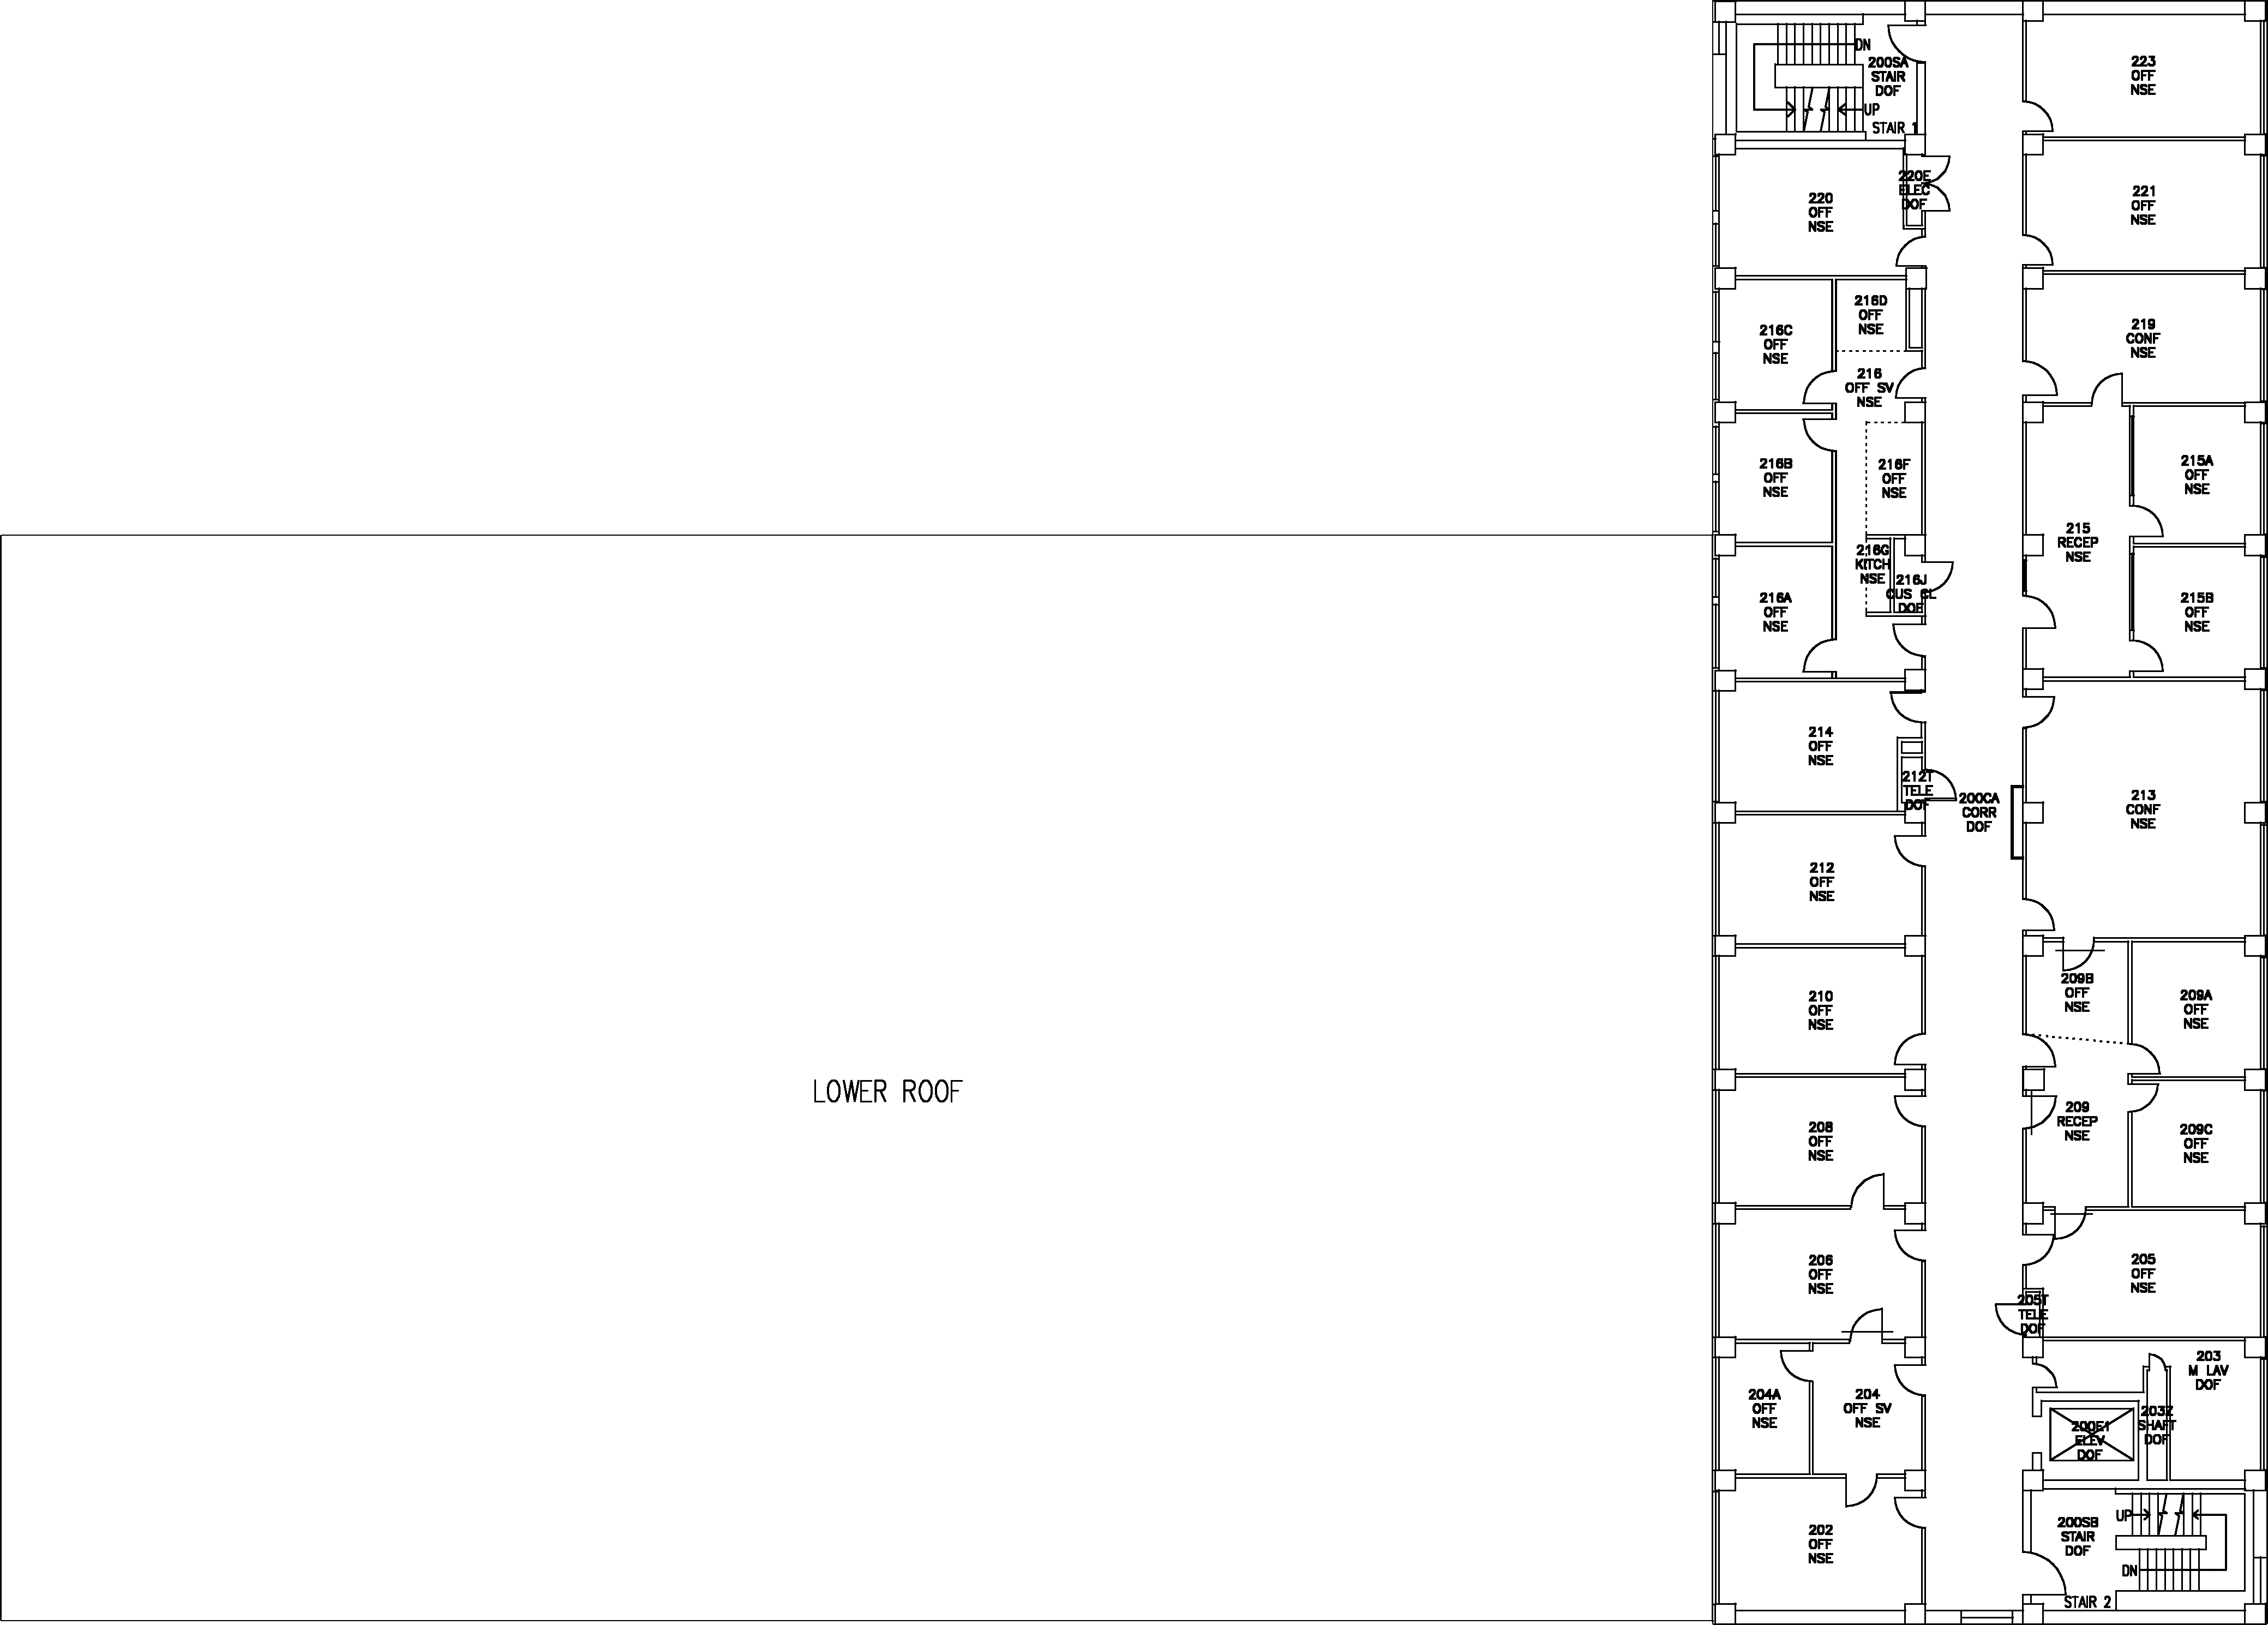 DN
200SA
STAIR
DOF
UP
STAIR 1
223
OFF
NSE
220
OFF
NSE
220E
ELEC
DOF
221
OFF
NSE
216C
OFF
NSE
216D
OFF
NSE
216
OFF SV
NSE
219
CONF
NSE
216B
OFF
NSE
216F
OFF
NSE
215A
OFF
NSE
215
RECEP
NSE
216A
OFF
NSE
216G
KITCH
NSE
216J
CUS CL
DOF
215B
OFF
NSE
214
OFF
NSE
212T
TELE
DOF
200CA
CORR
DOF
213
CONF
NSE
212
OFF
NSE
210
OFF
NSE
209B
OFF
NSE
209A
OFF
NSE
LOWER ROOF
208
OFF
NSE
209
RECEP
NSE
209C
OFF
NSE
206
OFF
NSE
205
OFF
NSE
205T
TELE
DOF
204A
OFF
NSE
204
OFF SV
NSE
203
M LAV
DOF
203Z
SHAFT
DOF
200E1
ELEV
DOF
202
OFF
NSE
200SB
STAIR
DOF
UP
DN
STAIR 2